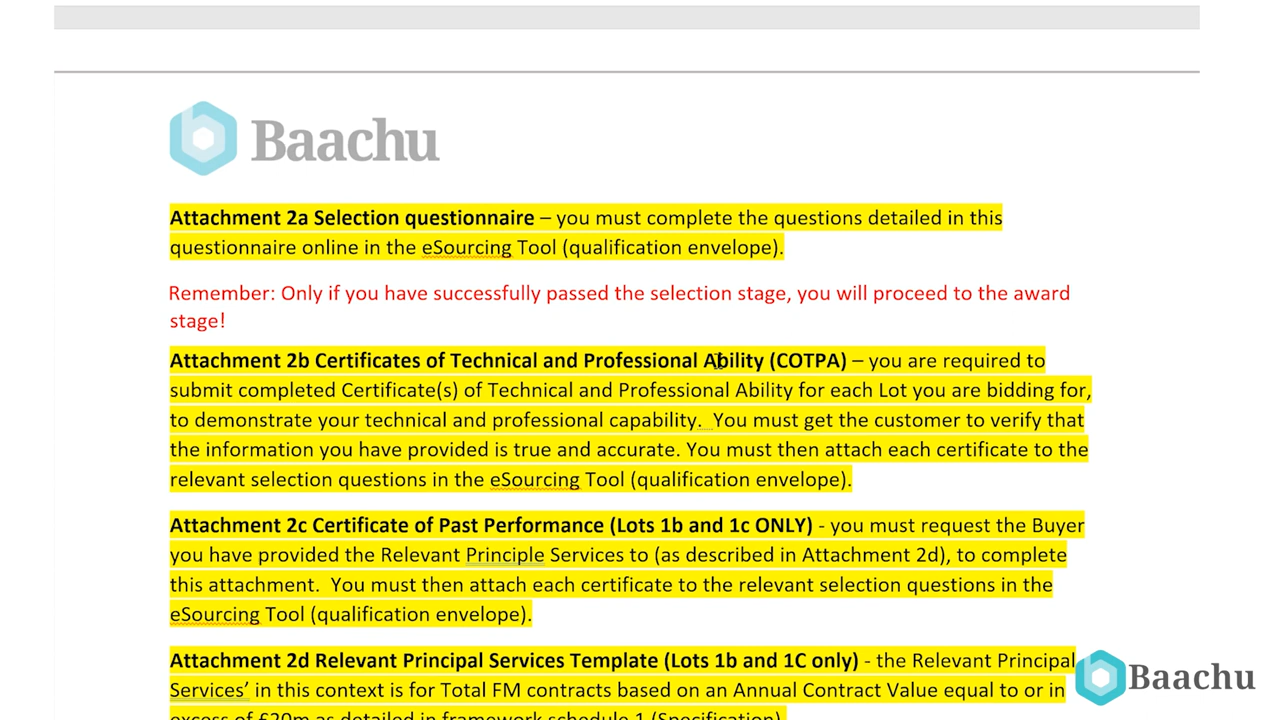 Baachu
Attachment 2a Selection questionnaire – you must complete the questions detailed in this
questionnaire online in the eSourcing Tool (qualification envelope).
Remember: Only if you have successfully passed the selection stage, you will proceed to the award
stage!
Attachment 2b Certificates of Technical and Professional Ability (COTPA) – you are required to
submit completed Certificate(s) of Technical and Professional Ability for each Lot you are bidding for,
to demonstrate your technical and professional capability.  You must get the customer to verify that
the information you have provided is true and accurate. You must then attach each certificate to the
relevant selection questions in the eSourcing Tool (qualification envelope).
Attachment 2c Certificate of Past Performance (Lots 1b and 1c ONLY) - you must request the Buyer
you have provided the Relevant Principle Services to (as described in Attachment 2d), to complete
this attachment.  You must then attach each certificate to the relevant selection questions in the
eSourcing Tool (qualification envelope).
Attachment 2d Relevant Principal Services Template (Lots 1b and 1C only) - the Relevant Principal
Services’ in this context is for Total FM contracts based on an Annual Contract Value equal to or in
excess of £20m as detailed in framework schedule 1 (Specification).
Baachu